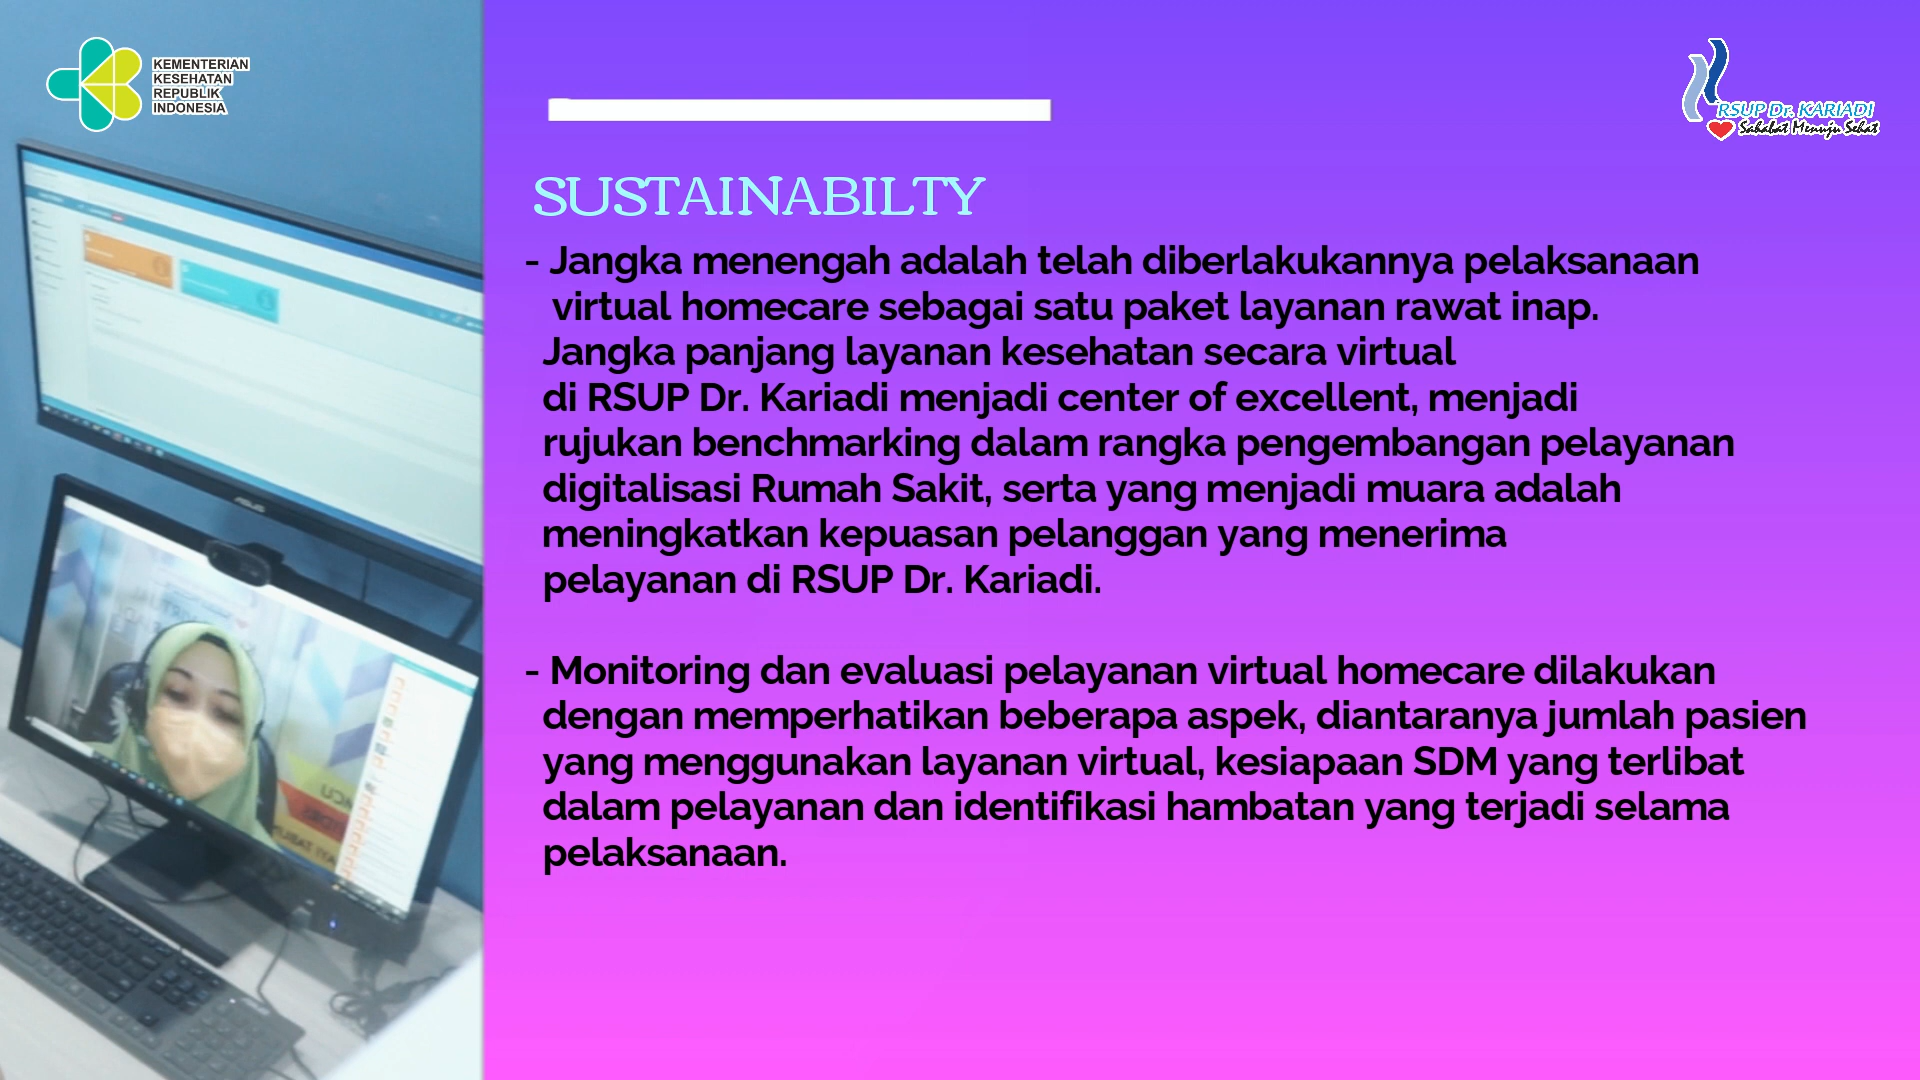 KEMENTERIAN
KESEHATAN
REPUBLIK
INDONESIA
RSUP Dr. KARIADI
Sahabat Menuju Sehat
SUSTAINABILTY
- Jangka menengah adalah telah diberlakukannya pelaksanaan
virtual homecare sebagai satu paket layanan rawat inap.
Jangka panjang layanan kesehatan secara virtual
di RSUP Dr. Kariadi menjadi center of excellent, menjadi
rujukan benchmarking dalam rangka pengembangan pelayanan
digitalisasi Rumah Sakit, serta yang menjadi muara adalah
meningkatkan kepuasan pelanggan yang menerima
pelayanan di RSUP Dr. Kariadi.
- Monitoring dan evaluasi pelayanan virtual homecare dilakukan
dengan memperhatikan beberapa aspek, diantaranya jumlah pasien
yang menggunakan layanan virtual, kesiapaan SDM yang terlibat
dalam pelayanan dan identifikasi hambatan yang terjadi selama
pelaksanaan.
ASUS
LG